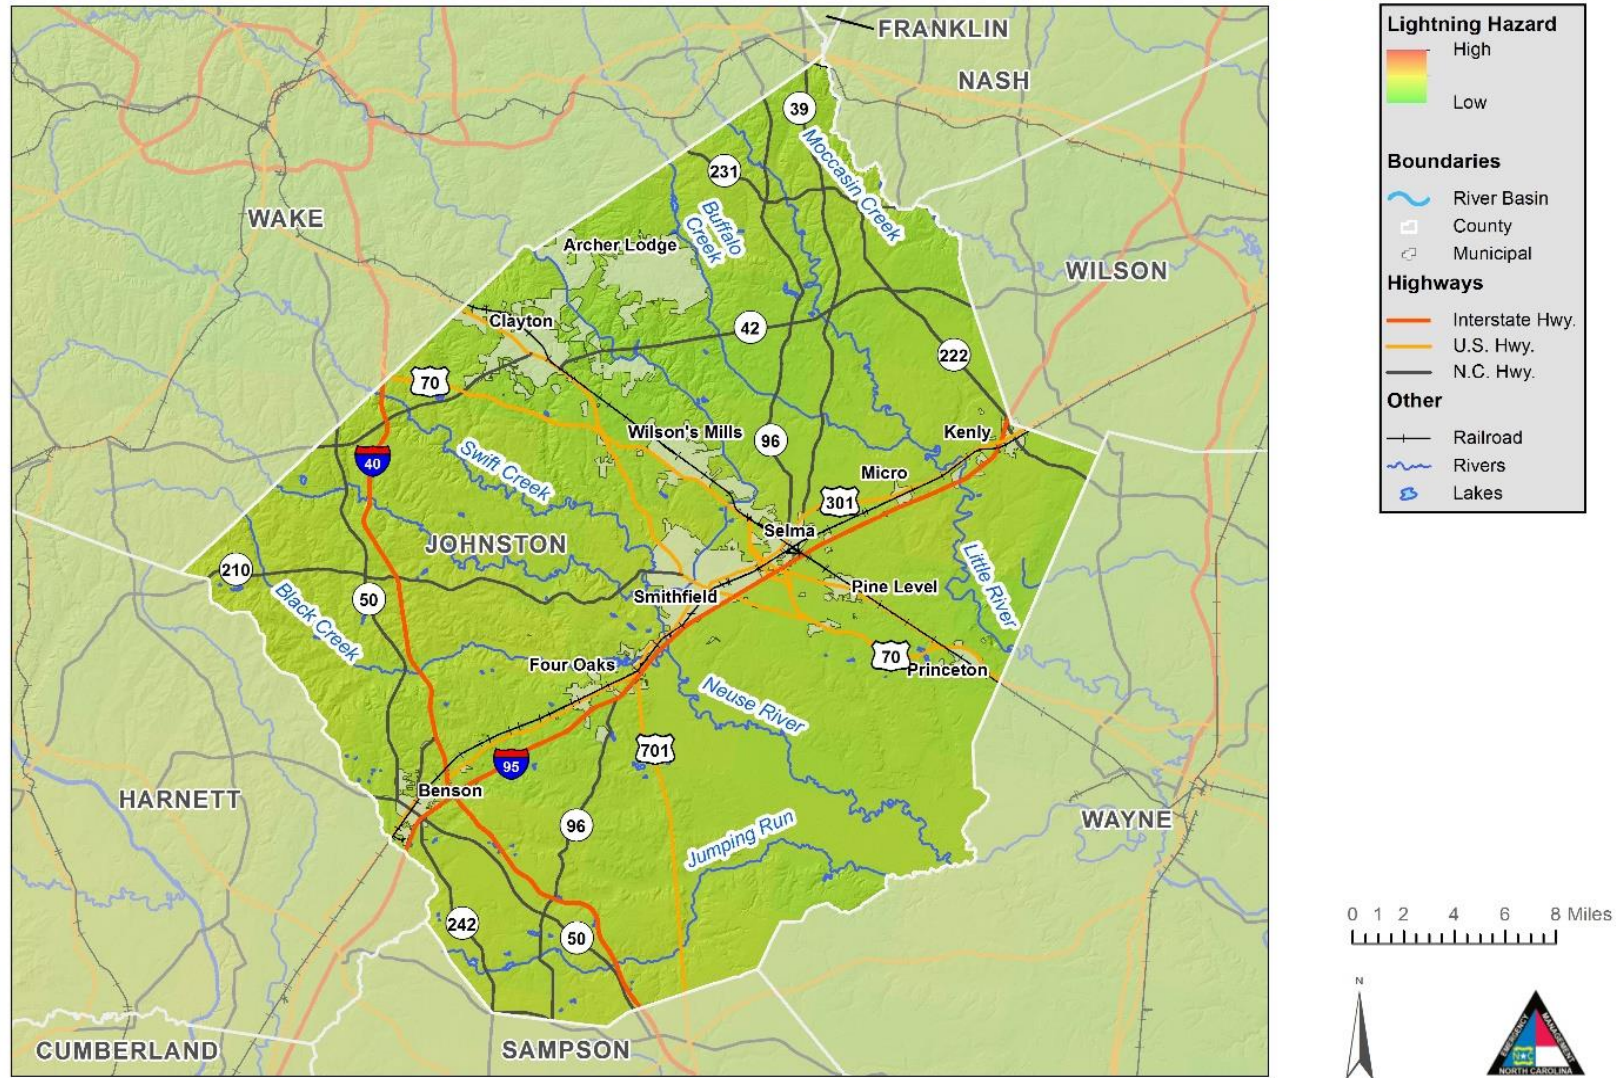 FRANKLIN
NASH
39
Moccasin Creek
231
Buffalo
Creek
WAKE
Archer Lodge
WILSON
Clayton
42
222
70
Wilson's Mills
96
Kenly
40
Swift Creek
Micro
301
Selma
JOHNSTON
210
50
Black Creek
Smithfield
Pine Level
Little River
70
Princeton
Four Oaks
Neuse River
701
95
Benson
HARNETT
96
Jumping Run
WAYNE
242
50
CUMBERLAND
SAMPSON
Lightning Hazard
High
Low
Boundaries
River Basin
County
Municipal
Highways
Interstate Hwy.
U.S. Hwy.
N.C. Hwy.
Other
Railroad
Rivers
Lakes
0 1 2 4 6 8 Miles
N
EMERGENCY
MANAGEMENT
NORTH CAROLINA